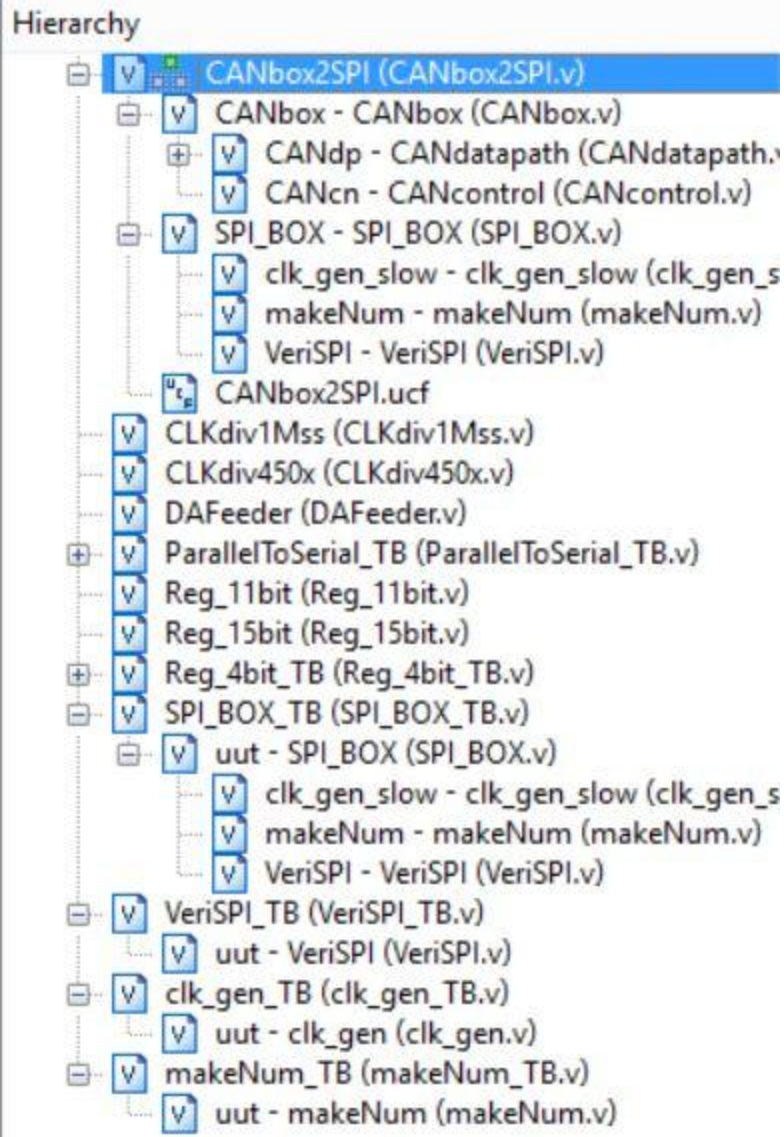 Hierarchy
CANbox2SPI (CANbox2SPI.v)
CANbox - CANbox (CANbox.v)
CANdp - CANdatapath (CANdatapath.v
CANcn - CANcontrol (CANcontrol.v)
SPI_BOX - SPI_BOX (SPI_BOX.v)
clk_gen_slow - clk_gen_slow (clk_gen_s
makeNum - makeNum (makeNum.v)
VeriSPI - VeriSPI (VeriSPI.v)
CANbox2SPI.ucf
CLKdiv1Mss (CLKdiv1Mss.v)
CLKdiv450x (CLKdiv450x.v)
DAFeeder (DAFeeder.v)
ParallelToSerial_TB (ParallelToSerial_TB.v)
Reg_11bit (Reg_11bit.v)
Reg_15bit (Reg_15bit.v)
Reg_4bit_TB (Reg_4bit_TB.v)
SPI_BOX_TB (SPI_BOX_TB.v)
uut - SPI_BOX (SPI_BOX.v)
clk_gen_slow - clk_gen_slow (clk_gen_s
makeNum - makeNum (makeNum.v)
VeriSPI - VeriSPI (VeriSPI.v)
VeriSPI_TB (VeriSPI_TB.v)
uut - VeriSPI (VeriSPI.v)
clk_gen_TB (clk_gen_TB.v)
uut - clk_gen (clk_gen.v)
makeNum_TB (makeNum_TB.v)
uut - makeNum (makeNum.v)